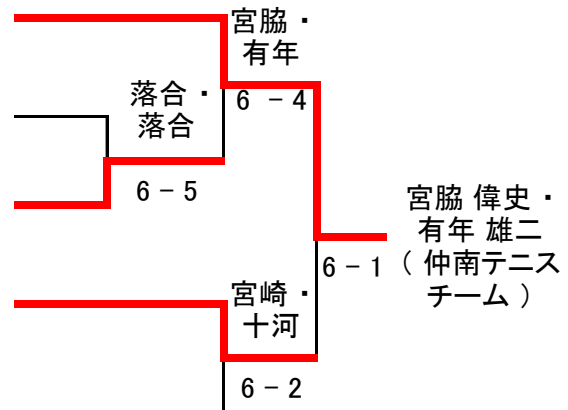 宮脇・
有年
6 - 4
落合・
落合
6 - 5
宮脇 偉史・
有年 雄二
( 仲南テニス
チーム )
6 - 1
宮崎・
十河
6 - 2